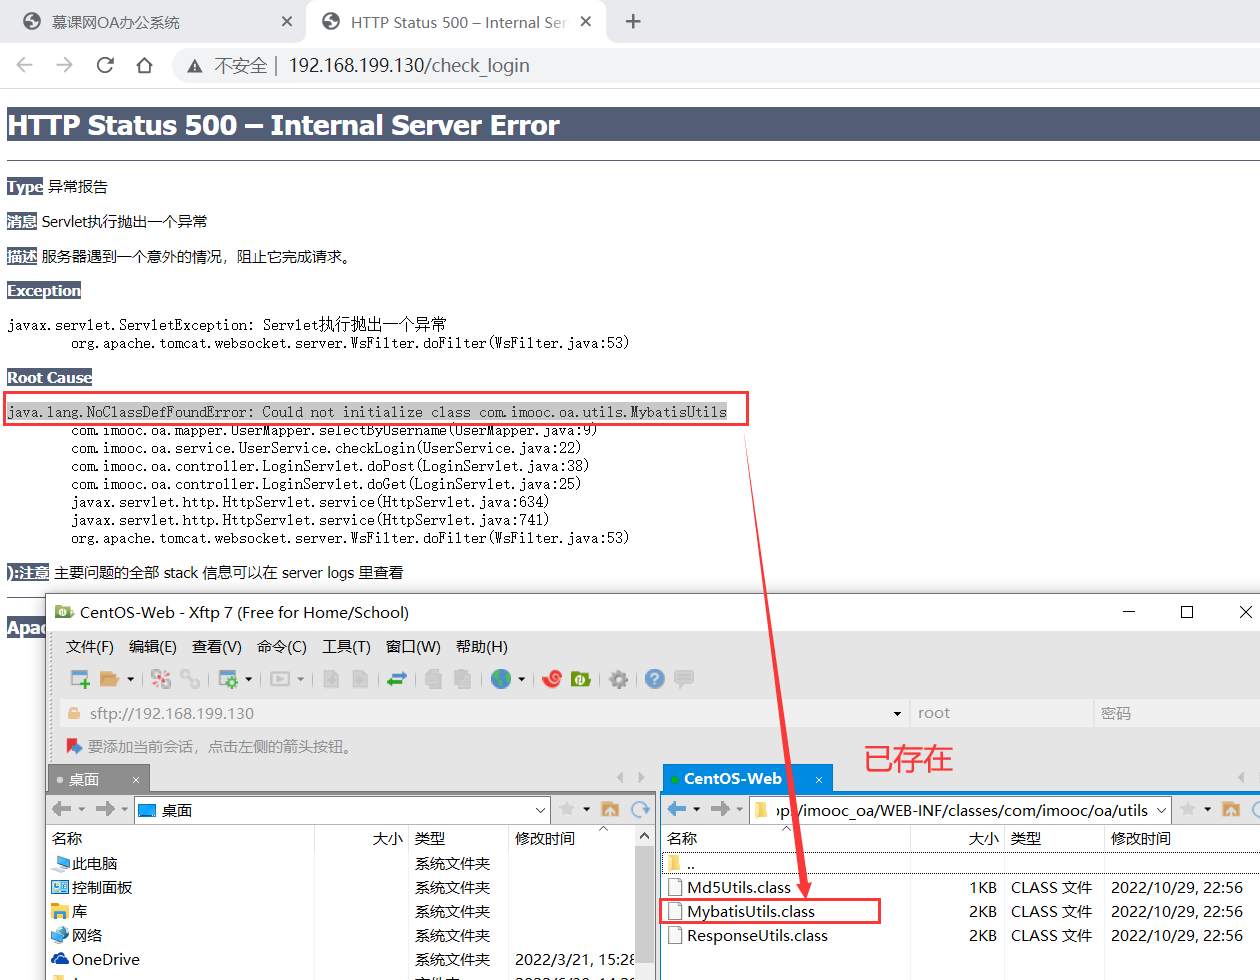 慕课网OA办公系统
HTTP Status 500 – Internal Ser
不安全 | 192.168.199.130/check_login
HTTP Status 500 – Internal Server Error
Type 异常报告
消息 Servlet执行抛出一个异常
描述 服务器遇到一个意外的情况，阻止它完成请求。
Exception
javax.servlet.ServletException: Servlet执行抛出一个异常
org.apache.tomcat.websocket.server.WsFilter.doFilter(WsFilter.java:53)
Root Cause
java.lang.NoClassDefFoundError: Could not initialize class com.imooc.oa.utils.MybatisUtils
com.imooc.oa.mapper.UserMapper.selectByUsername(UserMapper.java:9)
com.imooc.oa.service.UserService.checkLogin(UserService.java:22)
com.imooc.oa.controller.LoginServlet.doPost(LoginServlet.java:38)
com.imooc.oa.controller.LoginServlet.doGet(LoginServlet.java:25)
javax.servlet.http.HttpServlet.service(HttpServlet.java:634)
javax.servlet.http.HttpServlet.service(HttpServlet.java:741)
org.apache.tomcat.websocket.server.WsFilter.doFilter(WsFilter.java:53)
):注意 主要问题的全部 stack 信息可以在 server logs 里查看
Apac
CentOS-Web - Xftp 7 (Free for Home/School)
文件(F) 编辑(E) 查看(V) 命令(C) 工具(T) 窗口(W) 帮助(H)
sftp://192.168.199.130 root 密码
要添加当前会话，点击左侧的箭头按钮。
已存在
桌面
CentOS-Web
桌面
/imooc_oa/WEB-INF/classes/com/imooc/oa/utils
名称 大小 类型 修改时间
此电脑 系统文件夹
控制面板 系统文件夹
库 系统文件夹
网络 系统文件夹
OneDrive 系统文件夹 2022/3/21, 15:28
名称 大小 类型 修改时间
..
Md5Utils.class 1KB CLASS 文件 2022/10/29, 22:56
MybatisUtils.class 2KB CLASS 文件 2022/10/29, 22:56
ResponseUtils.class 2KB CLASS 文件 2022/10/29, 22:56